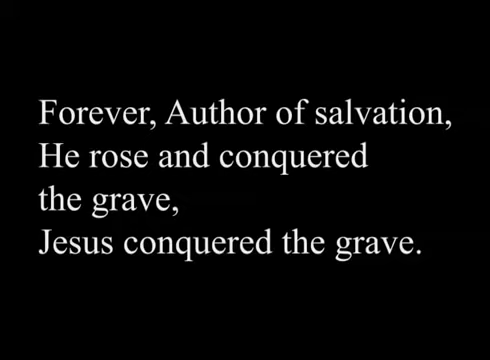 Forever, Author of salvation,
He rose and conquered
the grave,
Jesus conquered the grave.